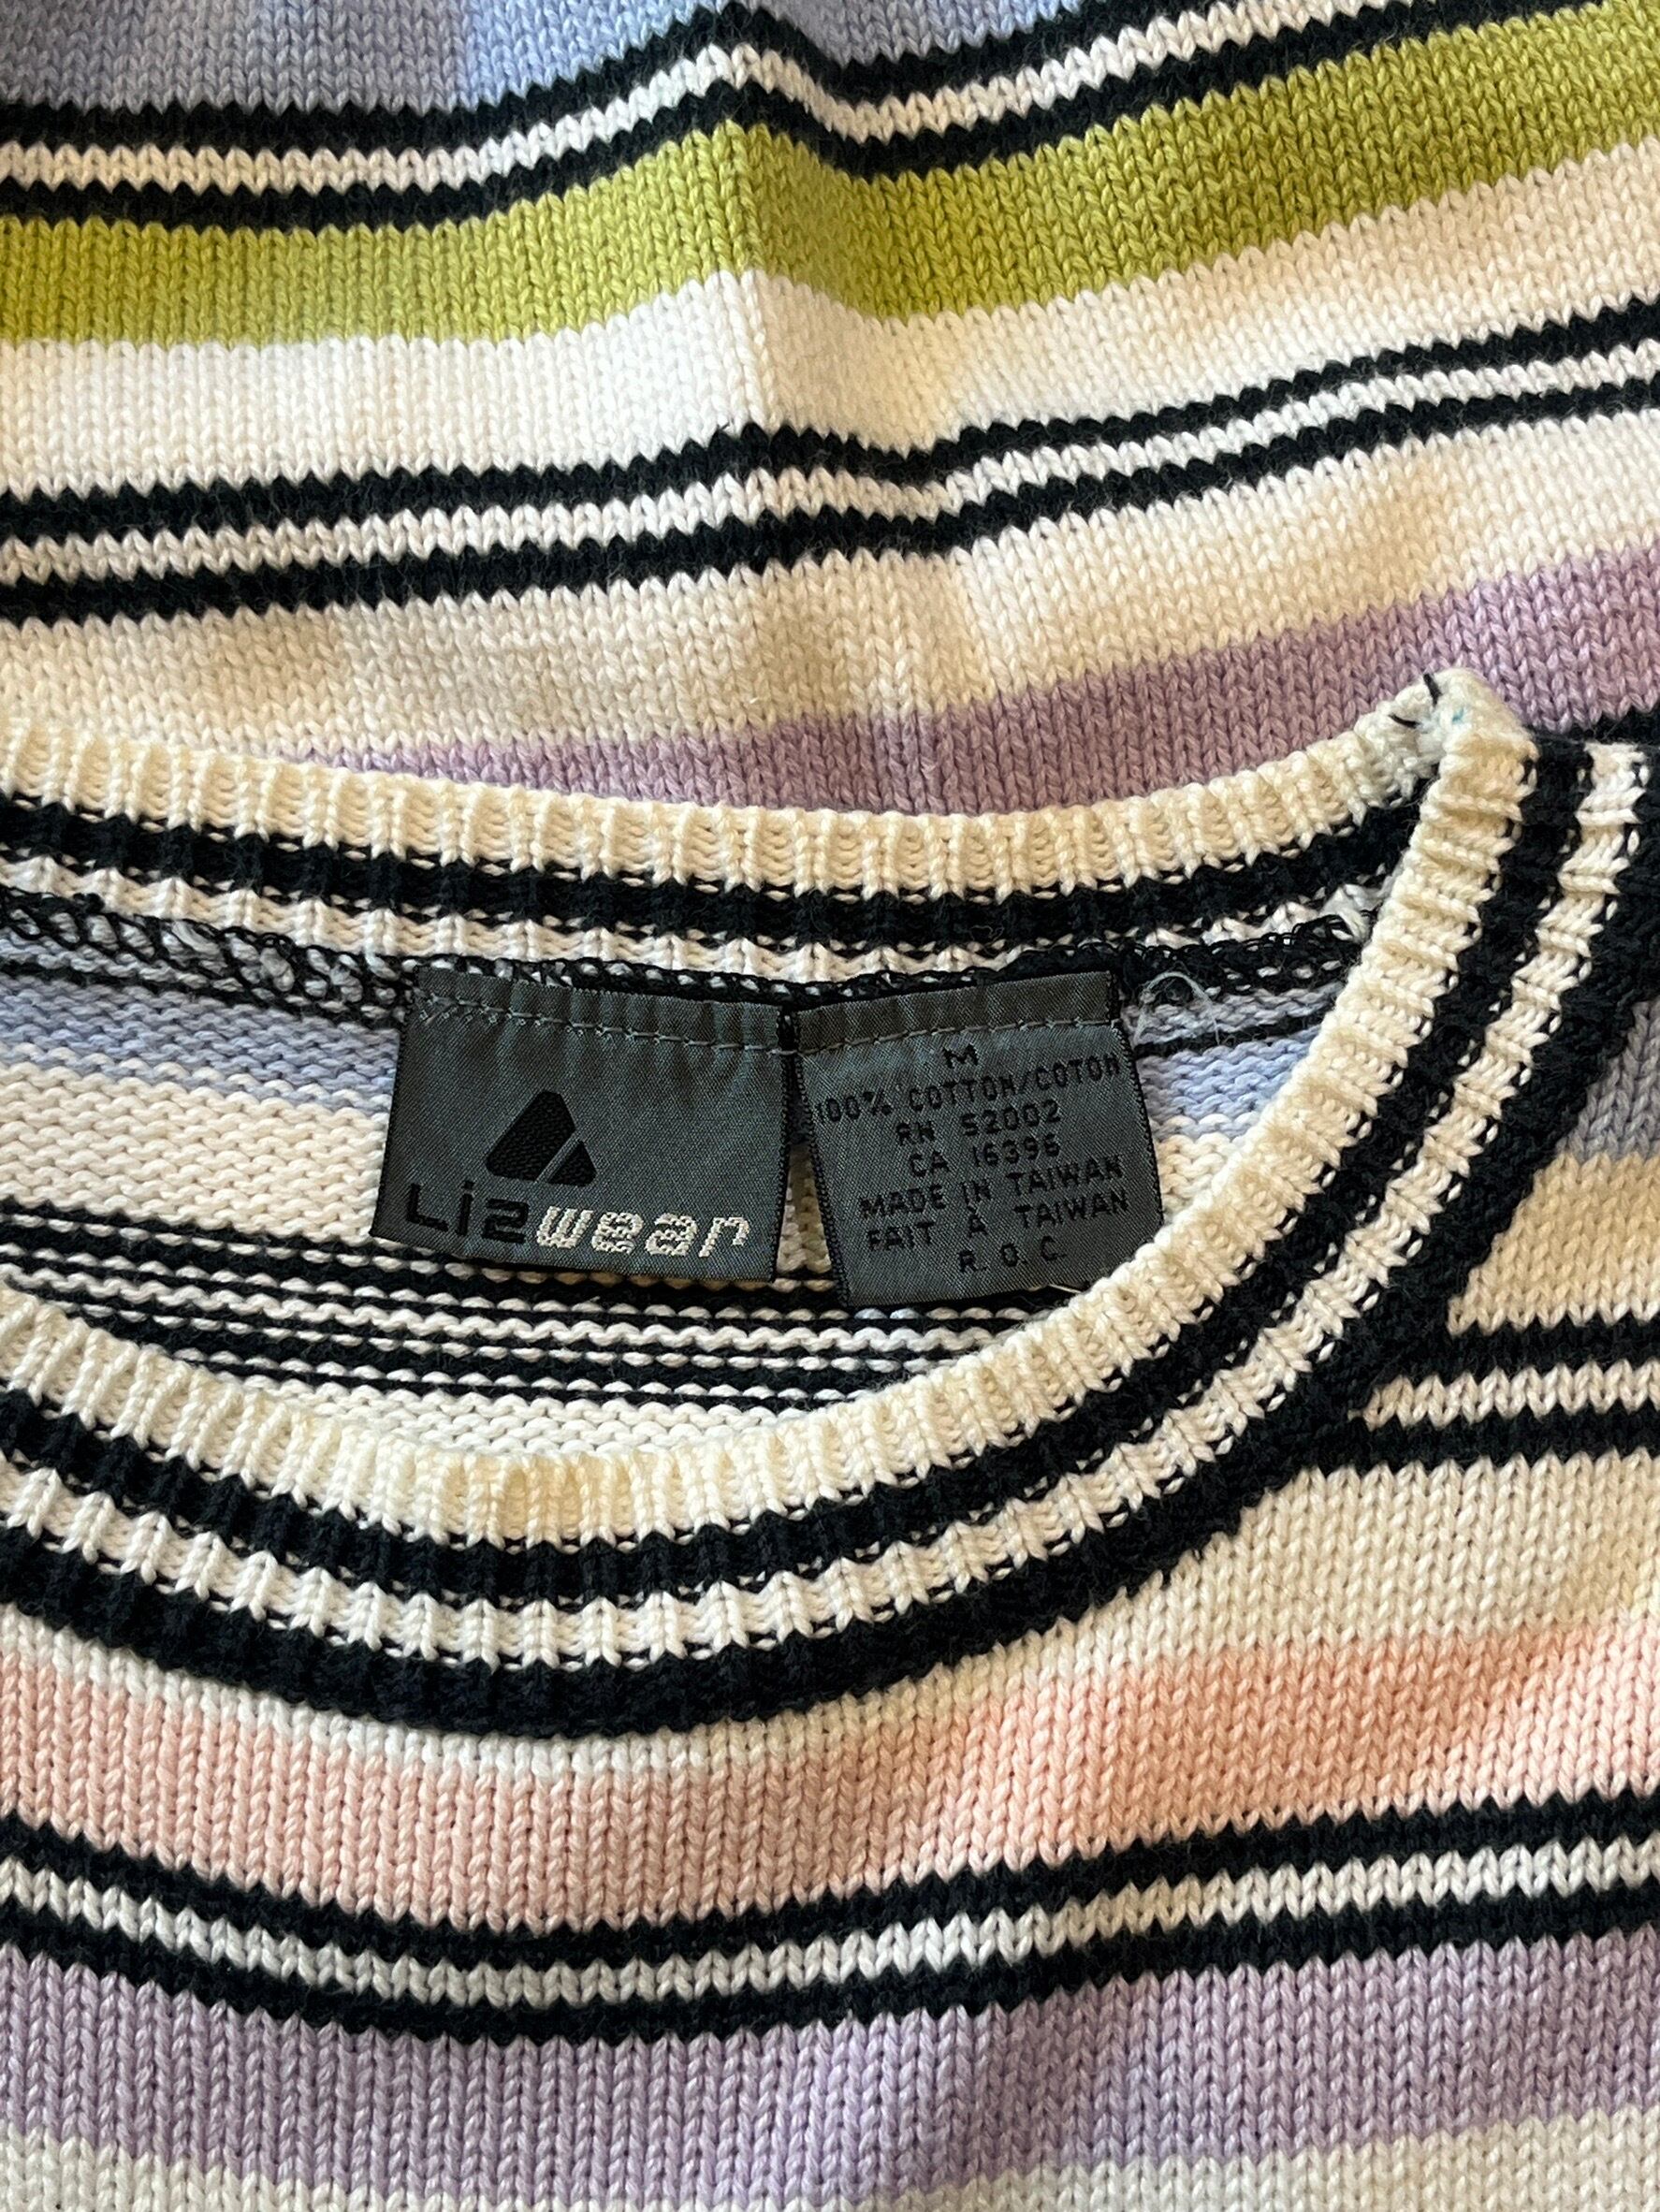 Lizwear
M
100% COTTON/COTON
RN 52002
CA 16396
MADE IN TAIWAN
FAIT À TAIWAN
R. O. C.